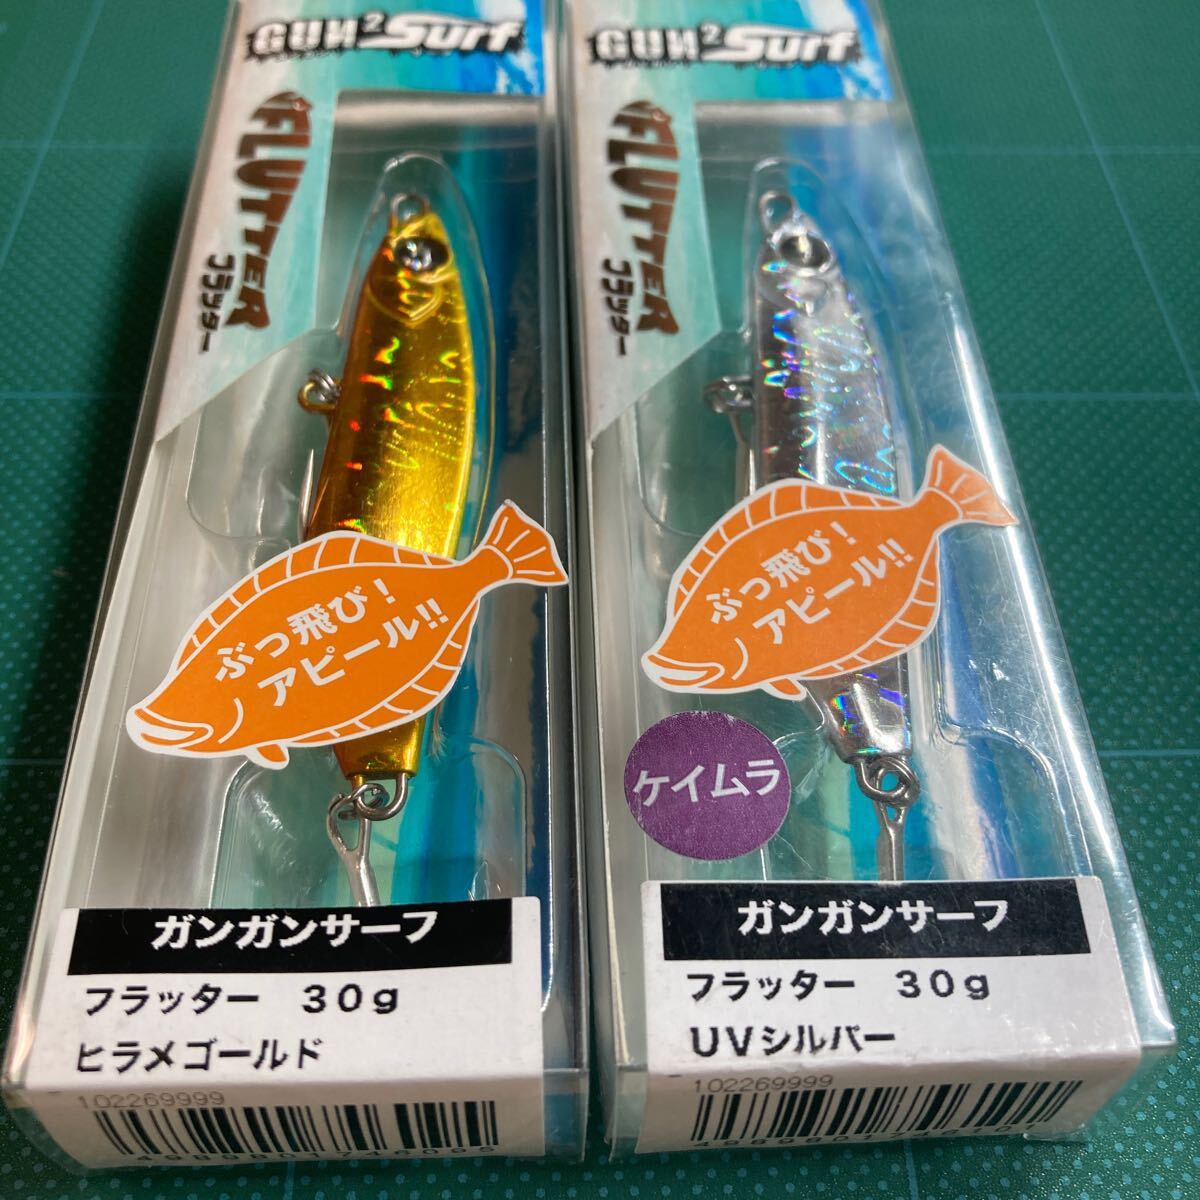 GUN²Surf
FLUTTER
フラッター
ぶっ飛び!
アピール!!
ガンガンサーフ
フラッター 30g
ヒラメゴールド
102269999
GUN²Surf
FLUTTER
フラッター
ぶっ飛び!
アピール!!
ケイムラ
ガンガンサーフ
フラッター 30g
UVシルバー
102269999